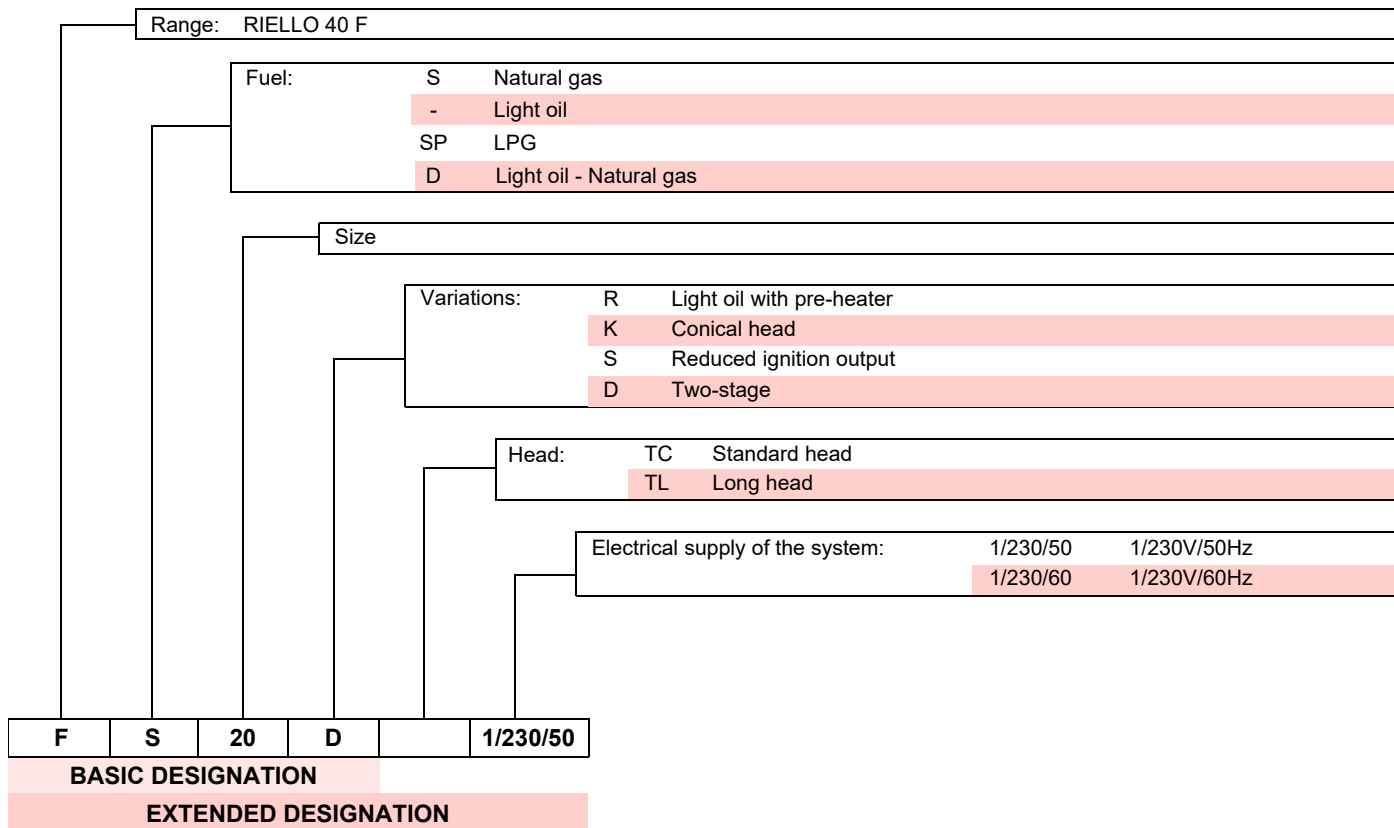 Range: RIELLO 40 F
Fuel: S Natural gas
- Light oil
SP LPG
D Light oil - Natural gas
Size
Variations: R Light oil with pre-heater
K Conical head
S Reduced ignition output
D Two-stage
Head: TC Standard head
TL Long head
Electrical supply of the system: 1/230/50 1/230V/50Hz
1/230/60 1/230V/60Hz
F S 20 D 1/230/50
BASIC DESIGNATION
EXTENDED DESIGNATION